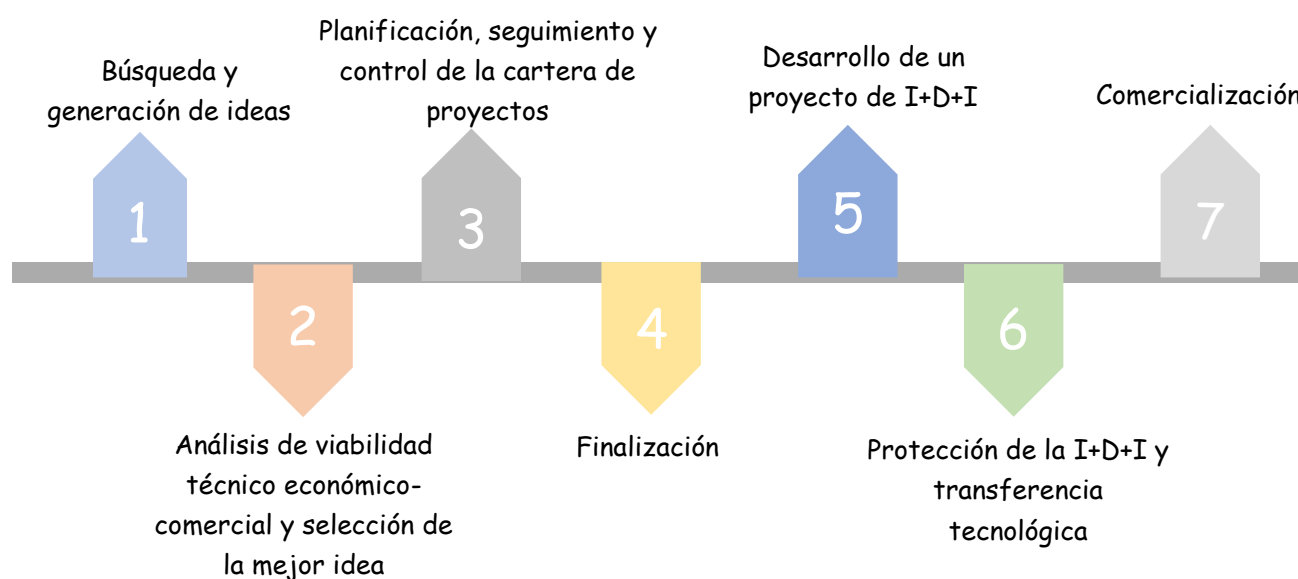 Búsqueda y
generación de ideas
1
Análisis de viabilidad
técnico económico-
comercial y selección de
la mejor idea
2
Planificación, seguimiento y
control de la cartera de
proyectos
3
Finalización
4
Desarrollo de un
proyecto de I+D+I
5
Protección de la I+D+I y
transferencia
tecnológica
6
Comercialización
7